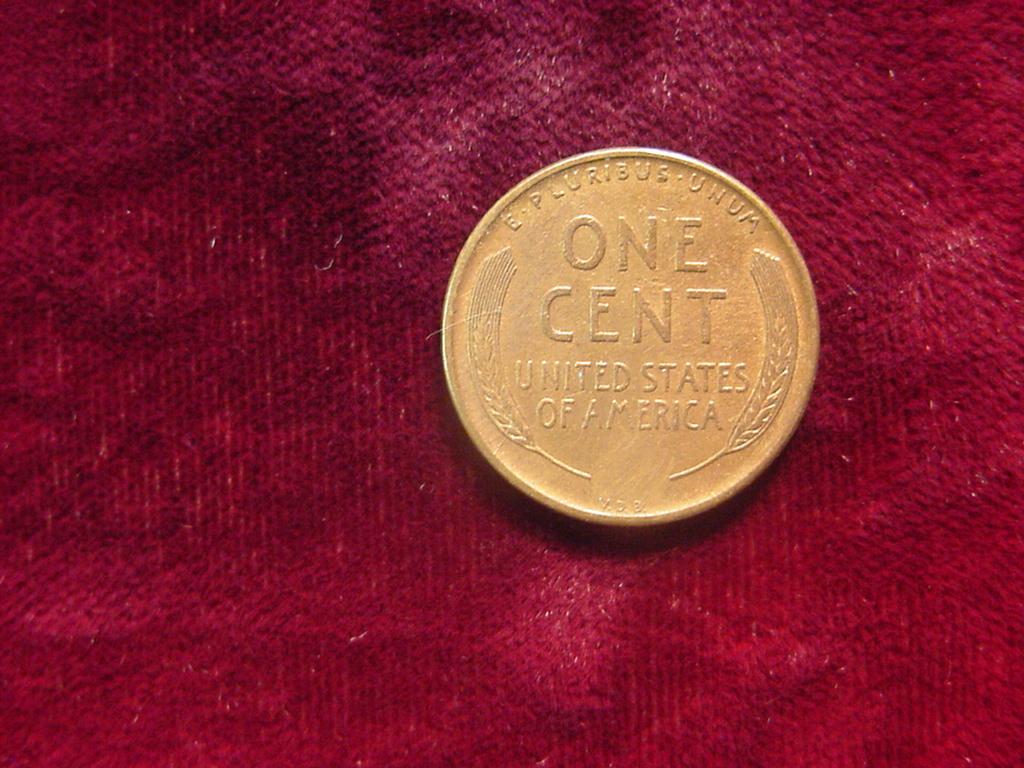 E·PLURIBUS·UNUM
ONE
CENT
UNITED STATES
OF AMERICA
V.D.B.